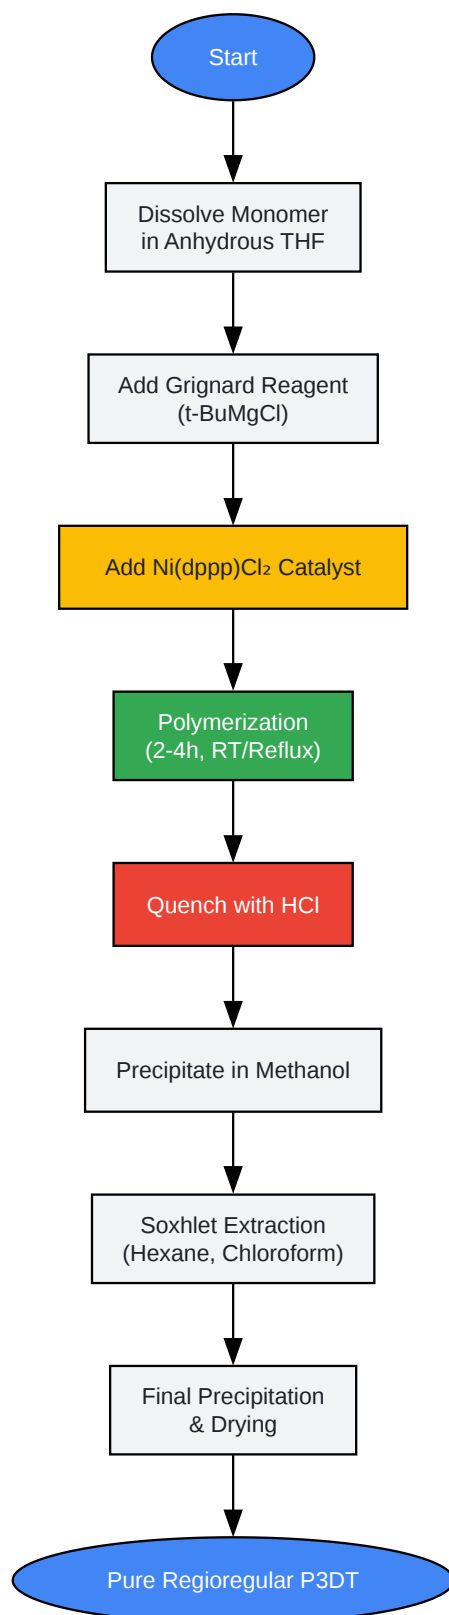 Start
Dissolve Monomer
in Anhydrous THF
Add Grignard Reagent
(t-BuMgCl)
Add Ni(dppp)Cl₂ Catalyst
Polymerization
(2-4h, RT/Reflux)
Quench with HCl
Precipitate in Methanol
Soxhlet Extraction
(Hexane, Chloroform)
Final Precipitation
& Drying
Pure Regioregular P3DT